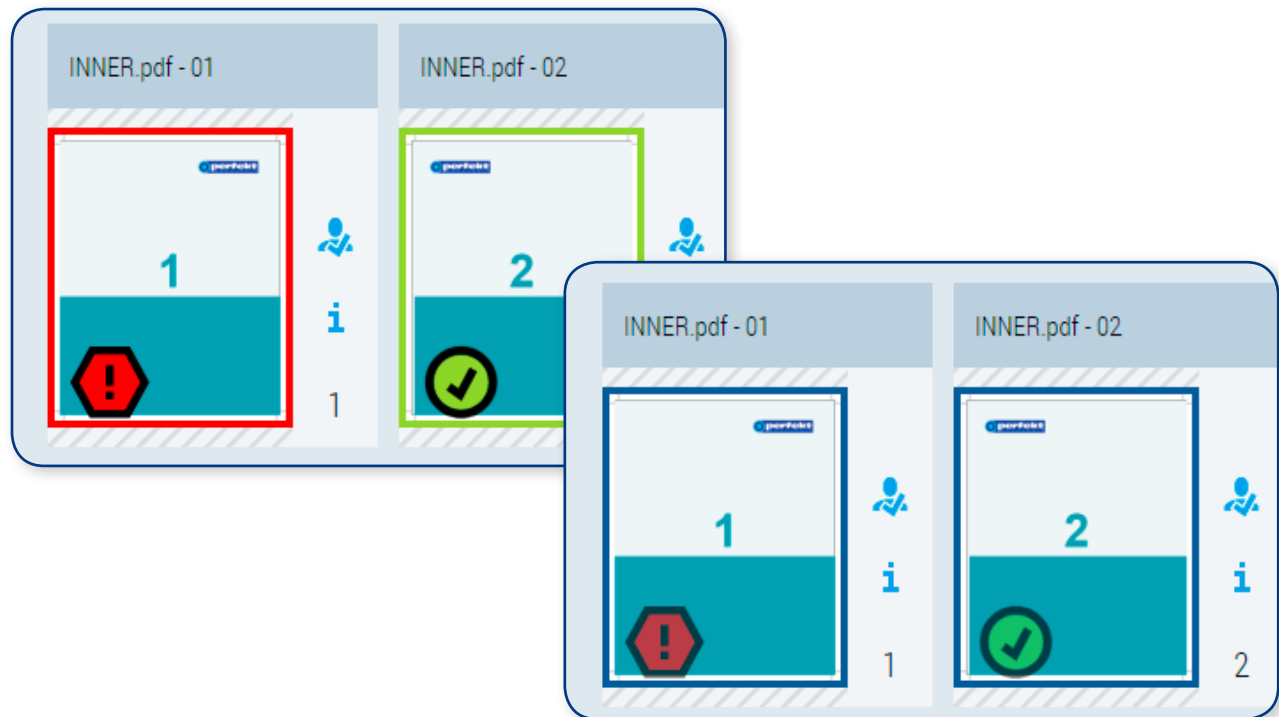 INNER.pdf - 01
INNER.pdf - 02
perfekt
perfekt
1
2
i
!
1
INNER.pdf - 01
INNER.pdf - 02
perfekt
perfekt
1
2
i
i
!
1
2